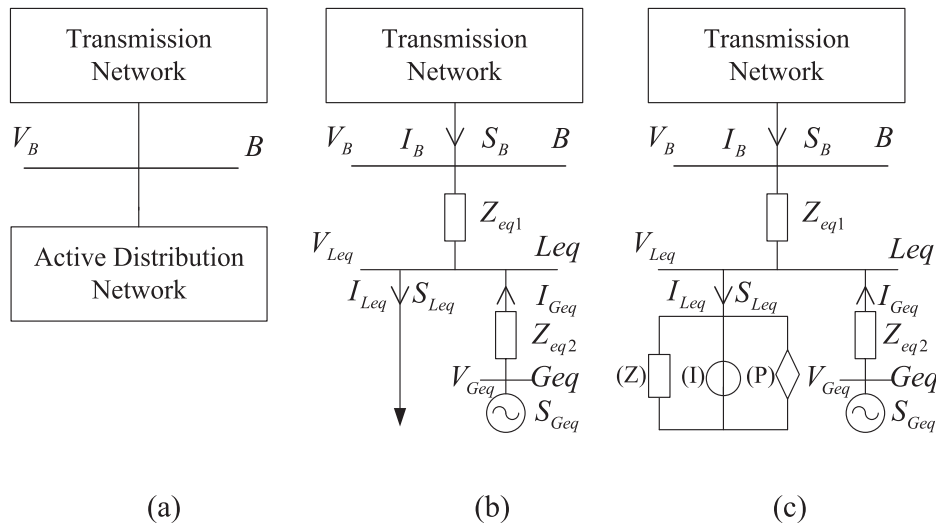 Transmission
Network
V_B
B
Active Distribution
Network
(a)
Transmission
Network
V_B
I_B
S_B
B
Z_eq1
V_Leq
Leq
I_Leq
S_Leq
I_Geq
Z_eq2
V_Geq
Geq
S_Geq
(b)
Transmission
Network
V_B
I_B
S_B
B
Z_eq1
V_Leq
Leq
I_Leq
S_Leq
I_Geq
(Z)
(I)
(P)
Z_eq2
V_Geq
Geq
S_Geq
(c)